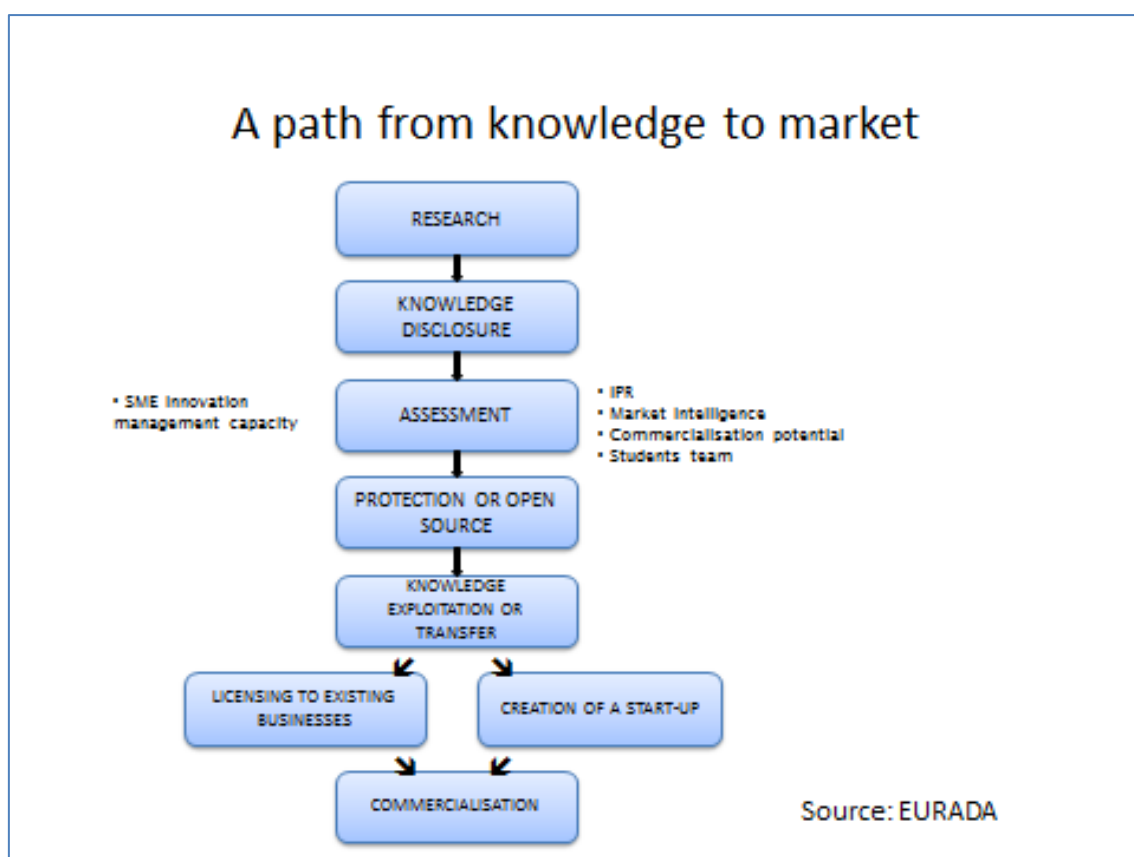 A path from knowledge to market
RESEARCH
KNOWLEDGE
DISCLOSURE
▪ SME innovation
management capacity
ASSESSMENT
▪ IPR
▪ Market intelligence
▪ Commercialisation potential
▪ Students team
PROTECTION OR OPEN
SOURCE
KNOWLEDGE
EXPLOITATION OR
TRANSFER
LICENSING TO EXISTING
BUSINESSES
CREATION OF A START-UP
COMMERCIALISATION
Source: EURADA